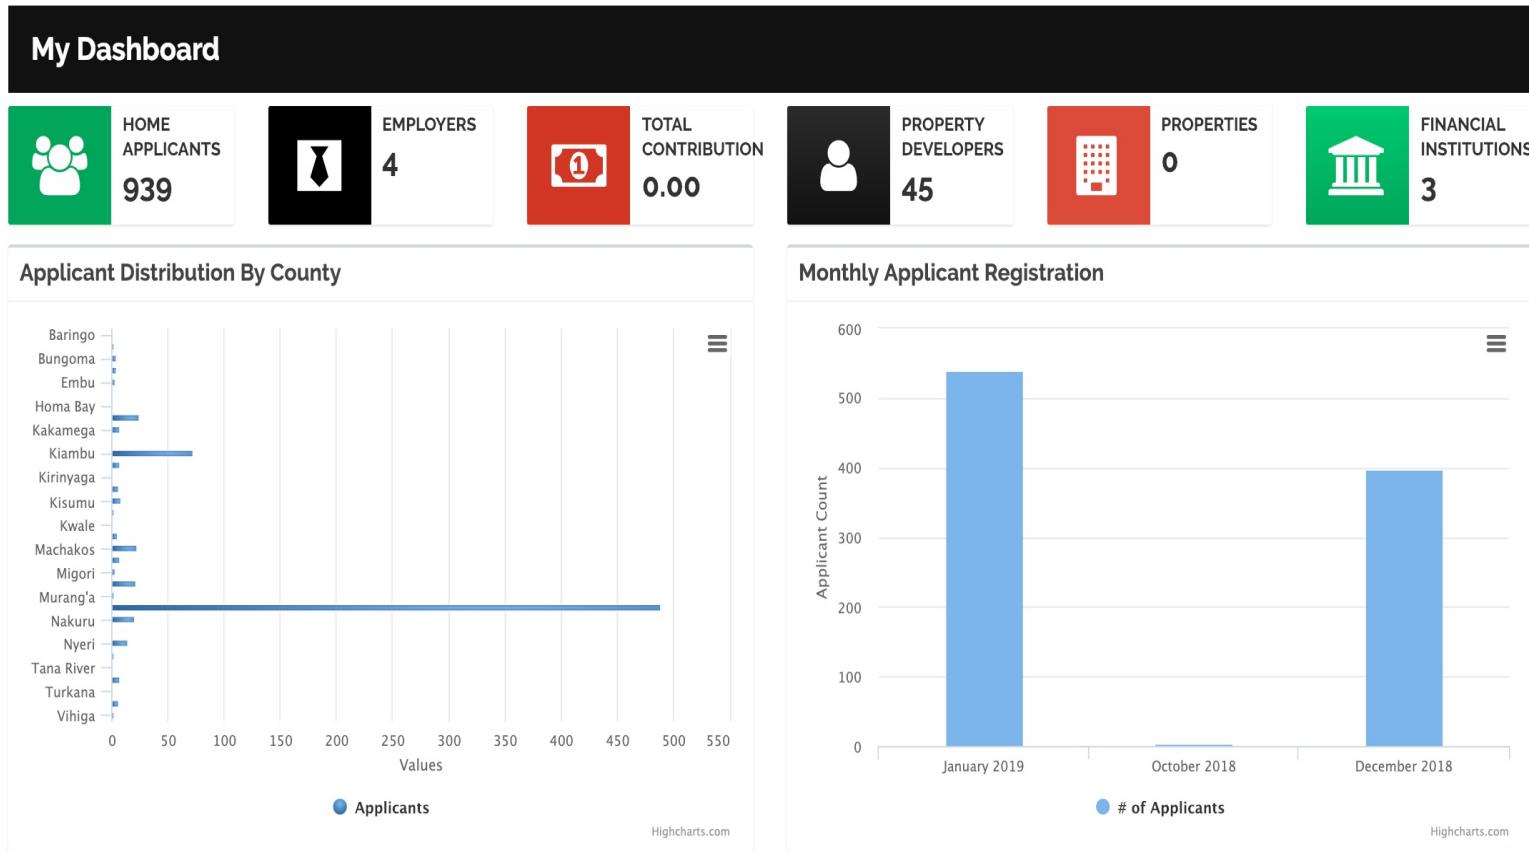 My Dashboard
HOME
APPLICANTS
939
EMPLOYERS
4
TOTAL
CONTRIBUTION
0.00
PROPERTY
DEVELOPERS
45
PROPERTIES
0
FINANCIAL
INSTITUTIONS
3
1
Applicant Distribution By County
Baringo
Bungoma
Embu
Homa Bay
Kakamega
Kiambu
Kirinyaga
Kisumu
Kwale
Machakos
Migori
Murang'a
Nakuru
Nyeri
Tana River
Turkana
Vihiga
0 50 100 150 200 250 300 350 400 450 500 550
Values
Applicants
Highcharts.com
Monthly Applicant Registration
600
500
400
300
200
100
0
Applicant Count
January 2019 October 2018 December 2018
# of Applicants
Highcharts.com